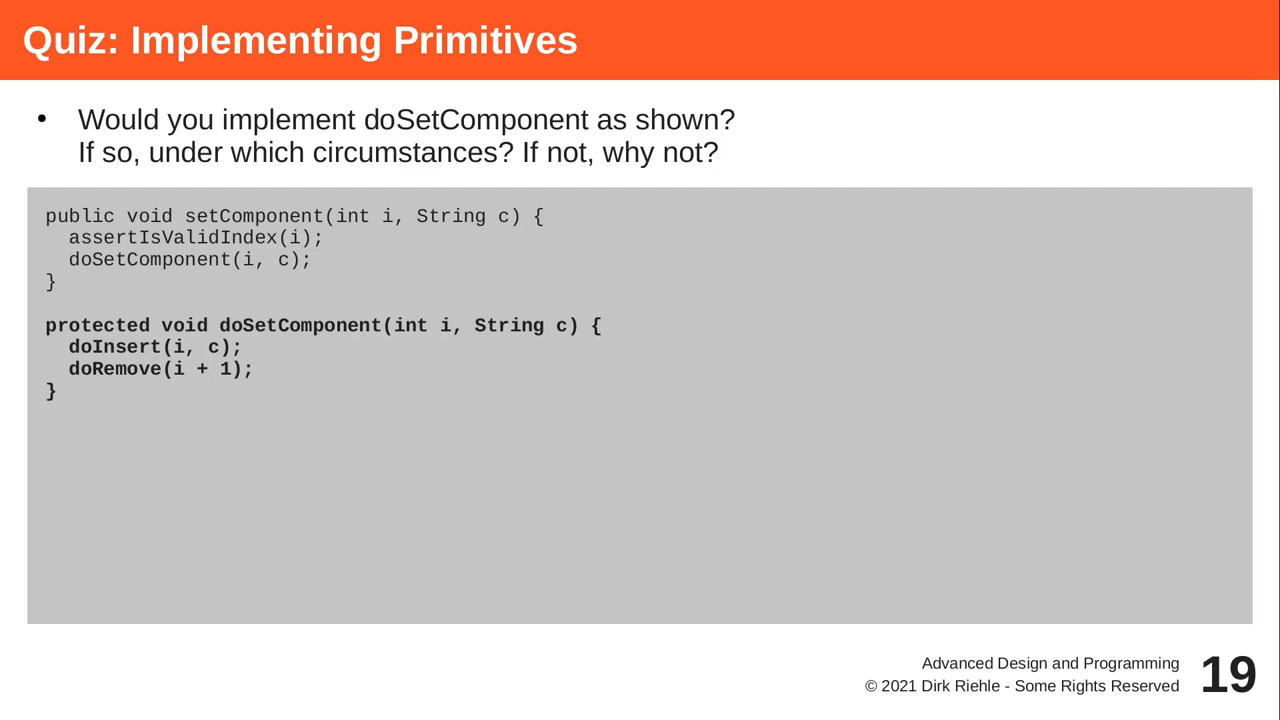 Quiz: Implementing Primitives
• Would you implement doSetComponent as shown?
If so, under which circumstances? If not, why not?
public void setComponent(int i, String c) {
  assertIsValidIndex(i);
  doSetComponent(i, c);
}
protected void doSetComponent(int i, String c) {
  doInsert(i, c);
  doRemove(i + 1);
}
Advanced Design and Programming
© 2021 Dirk Riehle - Some Rights Reserved
19